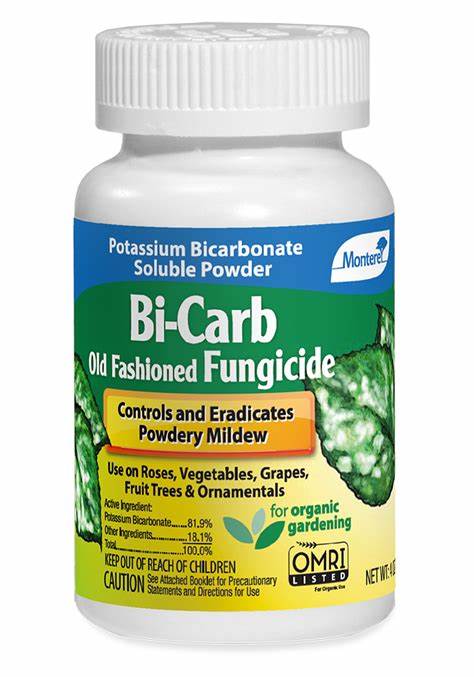 Potassium Bicarbonate
Soluble Powder
Monterey
Bi-Carb
Old Fashioned Fungicide
Controls and Eradicates
Powdery Mildew
Use on Roses, Vegetables, Grapes,
Fruit Trees & Ornamentals
Active Ingredient:
Potassium Bicarbonate.....81.9%
Other Ingredients.............18.1%
Total..................................100.0%
for organic
gardening
KEEP OUT OF REACH OF CHILDREN
CAUTION See Attached Booklet for Precautionary
Statements and Directions for Use
OMRI
LISTED
For Organic Use
NET WT: